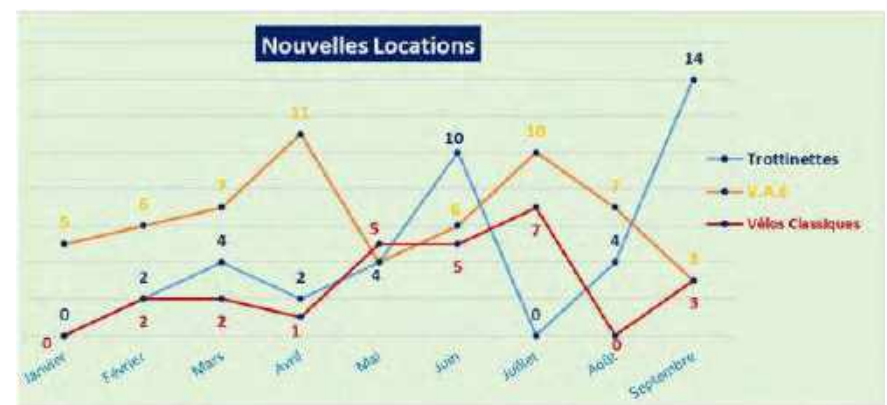 Nouvelles Locations
14
11
10
10
7
7
6
6
5
5
4
4
2
2
7
3
4
5
0
0
2
2
1
3
0
0
Janvier
Février
Mars
Avril
Mai
Juin
Juillet
Août
Septembre
Trottinettes
V.A.E
Vélos Classiques